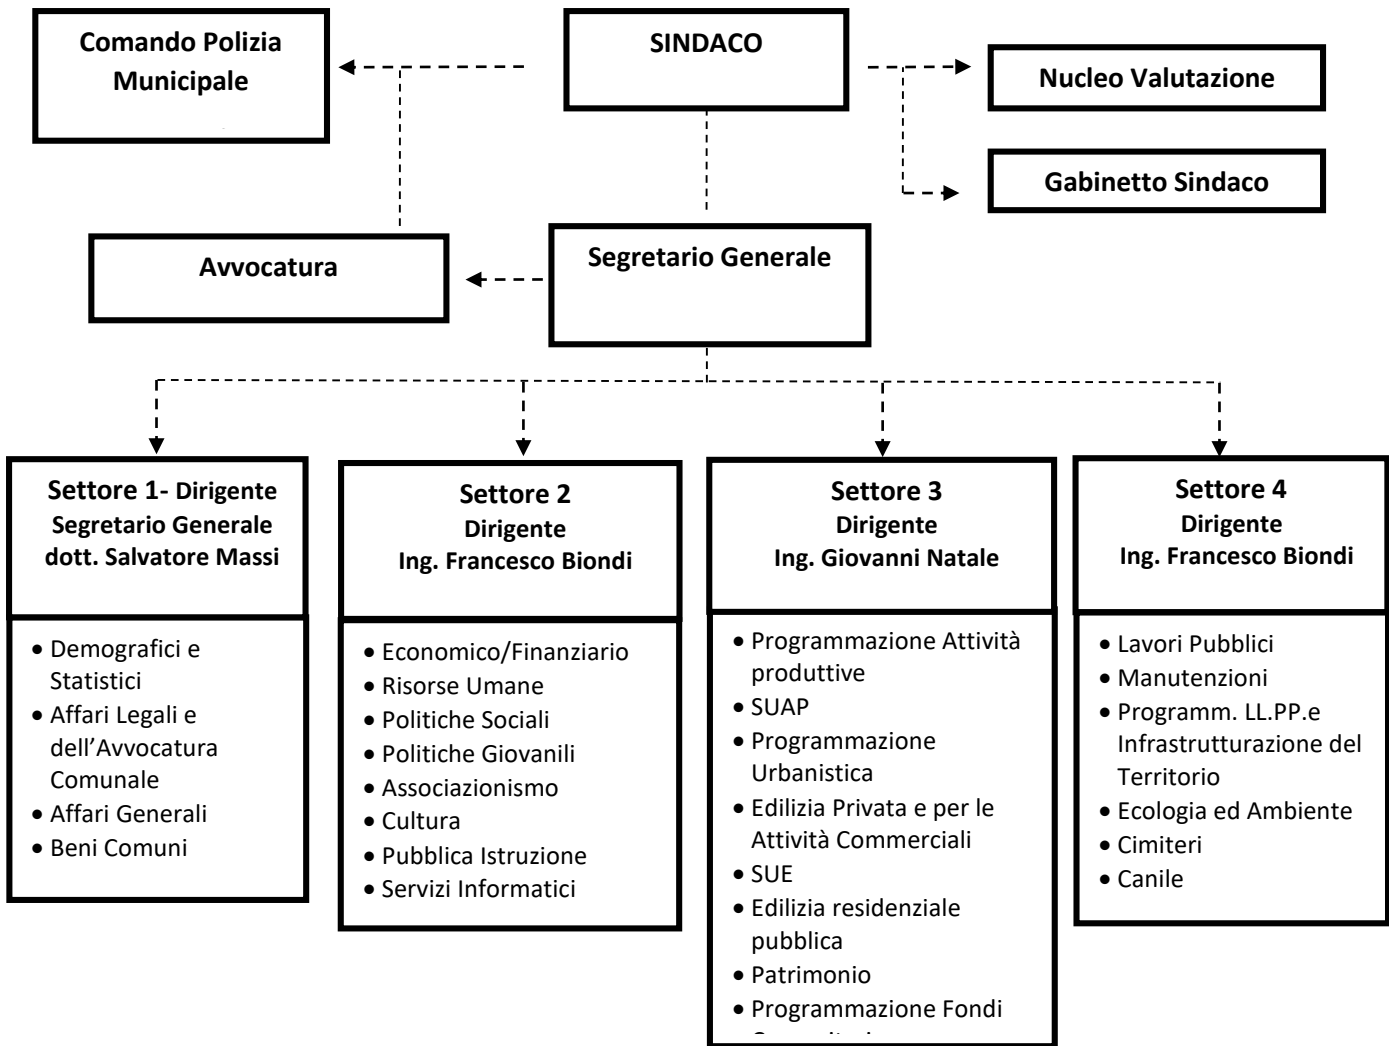 Comando Polizia
Municipale
SINDACO
Nucleo Valutazione
Gabinetto Sindaco
Avvocatura
Segretario Generale
Settore 1- Dirigente
Segretario Generale
dott. Salvatore Massi
• Demografici e
Statistici
• Affari Legali e
dell’Avvocatura
Comunale
• Affari Generali
• Beni Comuni
Settore 2
Dirigente
Ing. Francesco Biondi
• Economico/Finanziario
• Risorse Umane
• Politiche Sociali
• Politiche Giovanili
• Associazionismo
• Cultura
• Pubblica Istruzione
• Servizi Informatici
Settore 3
Dirigente
Ing. Giovanni Natale
• Programmazione Attività
produttive
• SUAP
• Programmazione
Urbanistica
• Edilizia Privata e per le
Attività Commerciali
• SUE
• Edilizia residenziale
pubblica
• Patrimonio
• Programmazione Fondi
Settore 4
Dirigente
Ing. Francesco Biondi
• Lavori Pubblici
• Manutenzioni
• Programm. LL.PP.e
Infrastrutturazione del
Territorio
• Ecologia ed Ambiente
• Cimiteri
• Canile